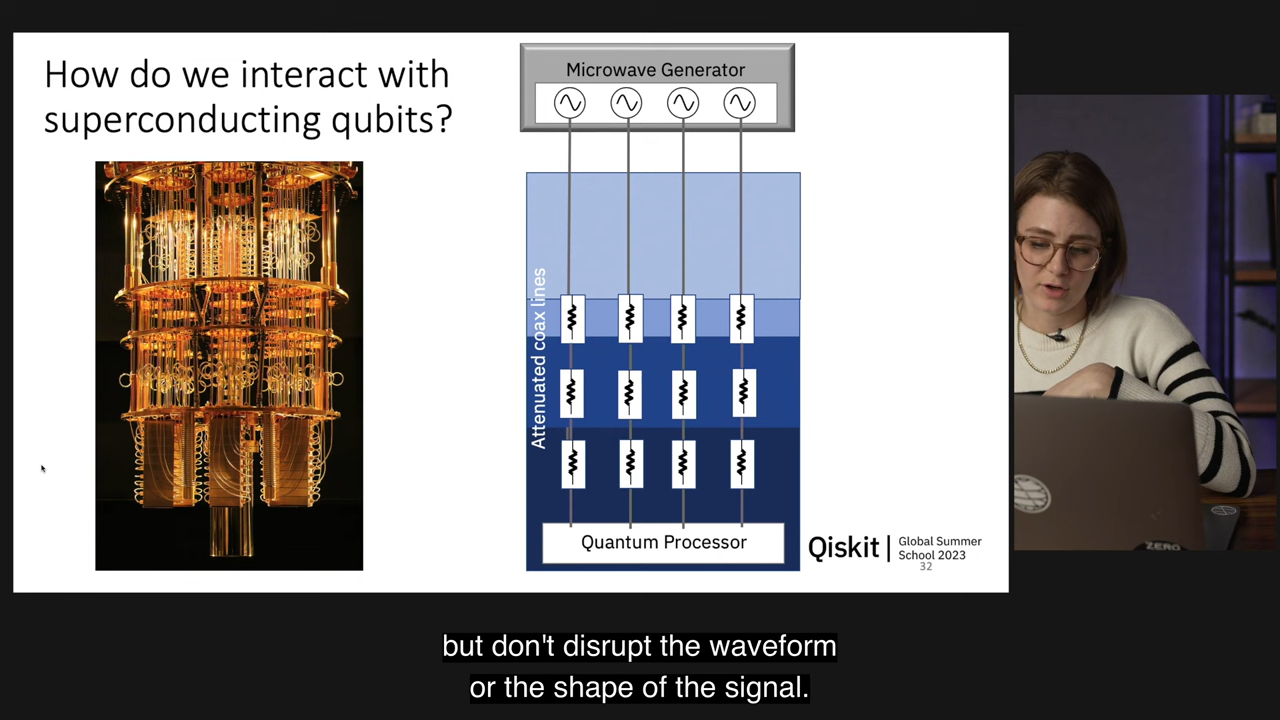 How do we interact with
superconducting qubits?
Microwave Generator
Attenuated coax lines
Quantum Processor
Qiskit
Global Summer
School 2023
32
ZERO
but don't disrupt the waveform
or the shape of the signal.